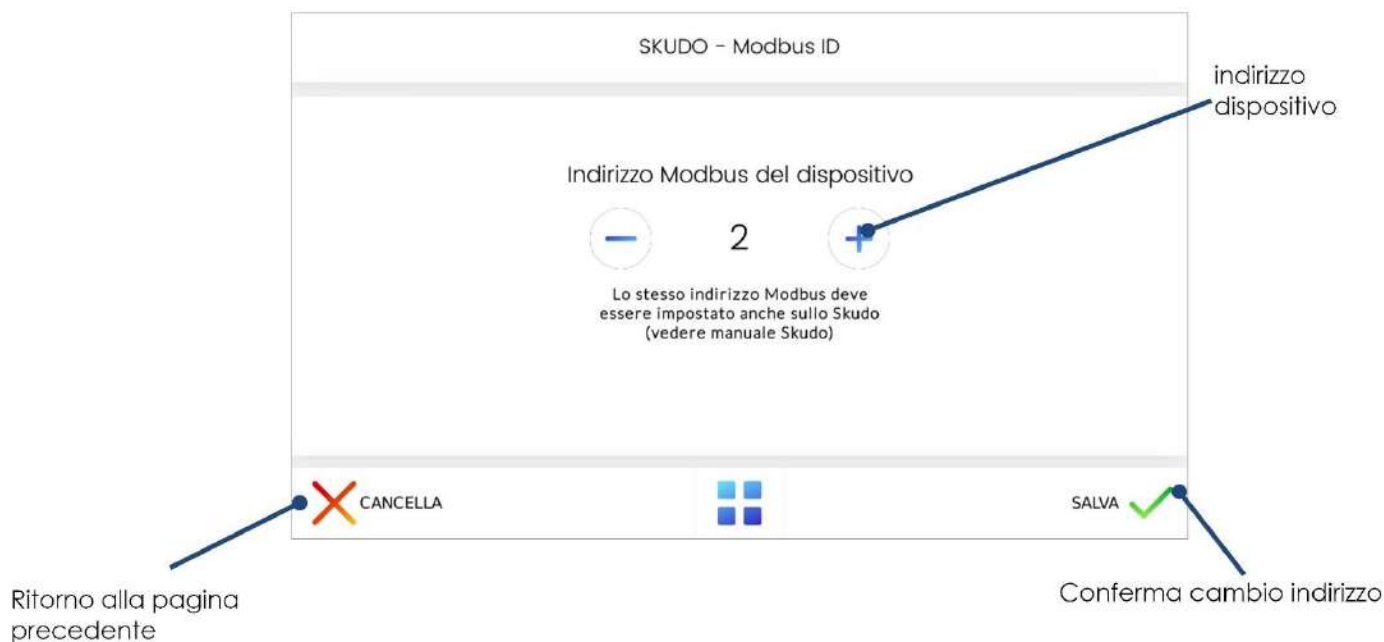 SKUDO - Modbus ID
indirizzo
dispositivo
Indirizzo Modbus del dispositivo
2
Lo stesso indirizzo Modbus deve
essere impostato anche sullo Skudo
(vedere manuale Skudo)
CANCELLA
SALVA
Ritorno alla pagina
precedente
Conferma cambio indirizzo